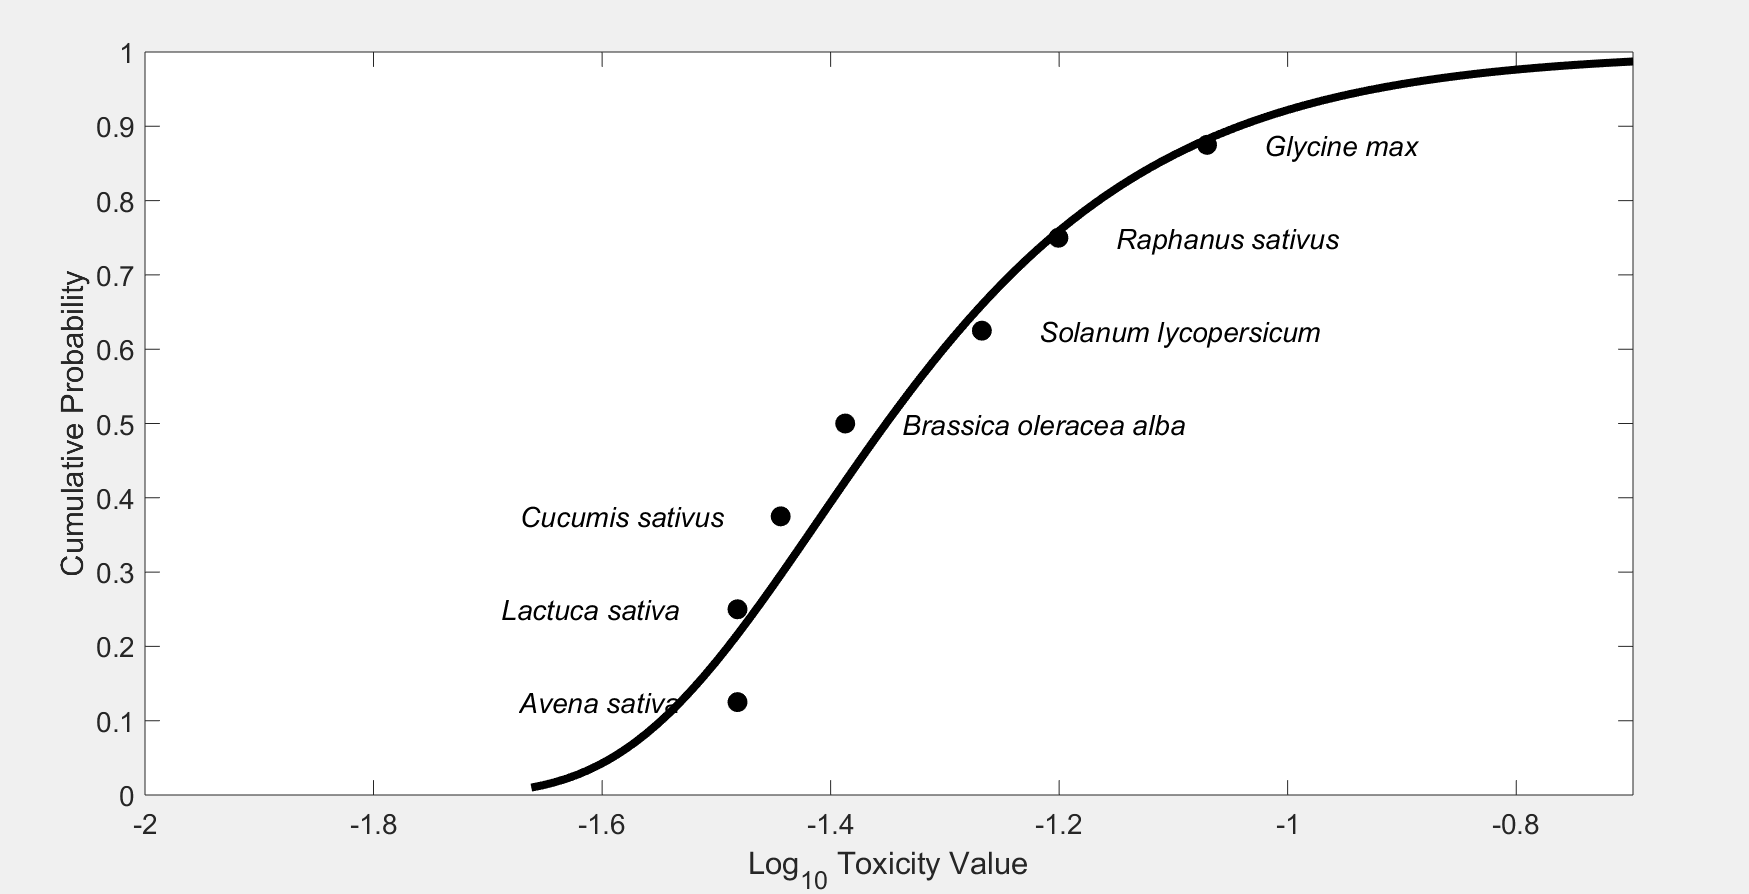 1
0.9
Glycine max
0.8
Raphanus sativus
0.7
Solanum lycopersicum
0.6
0.5
Brassica oleracea alba
0.4
Cucumis sativus
0.3
Lactuca sativa
0.2
Avena sativa
0.1
0
Cumulative Probability
-2 -1.8 -1.6 -1.4 -1.2 -1 -0.8
Log10 Toxicity Value